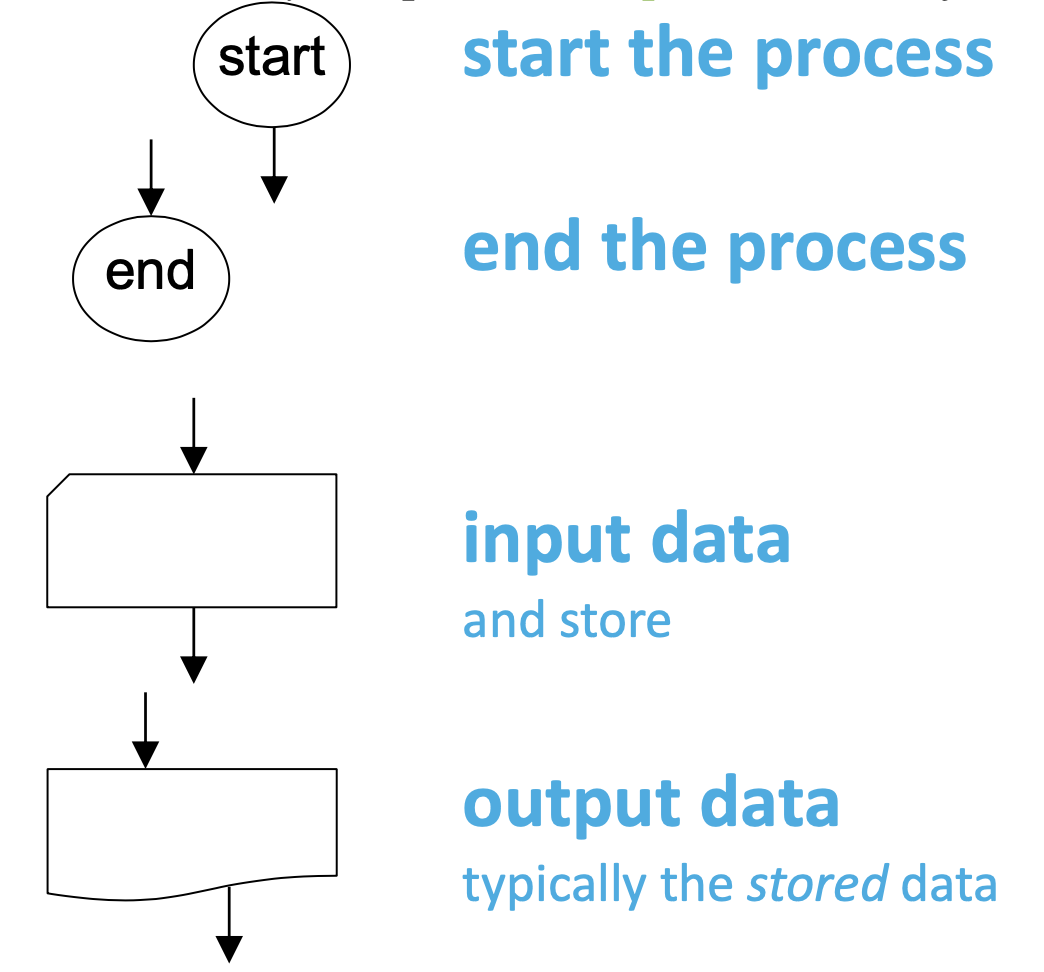 start
start the process
end the process
end
input data
and store
output data
typically the stored data